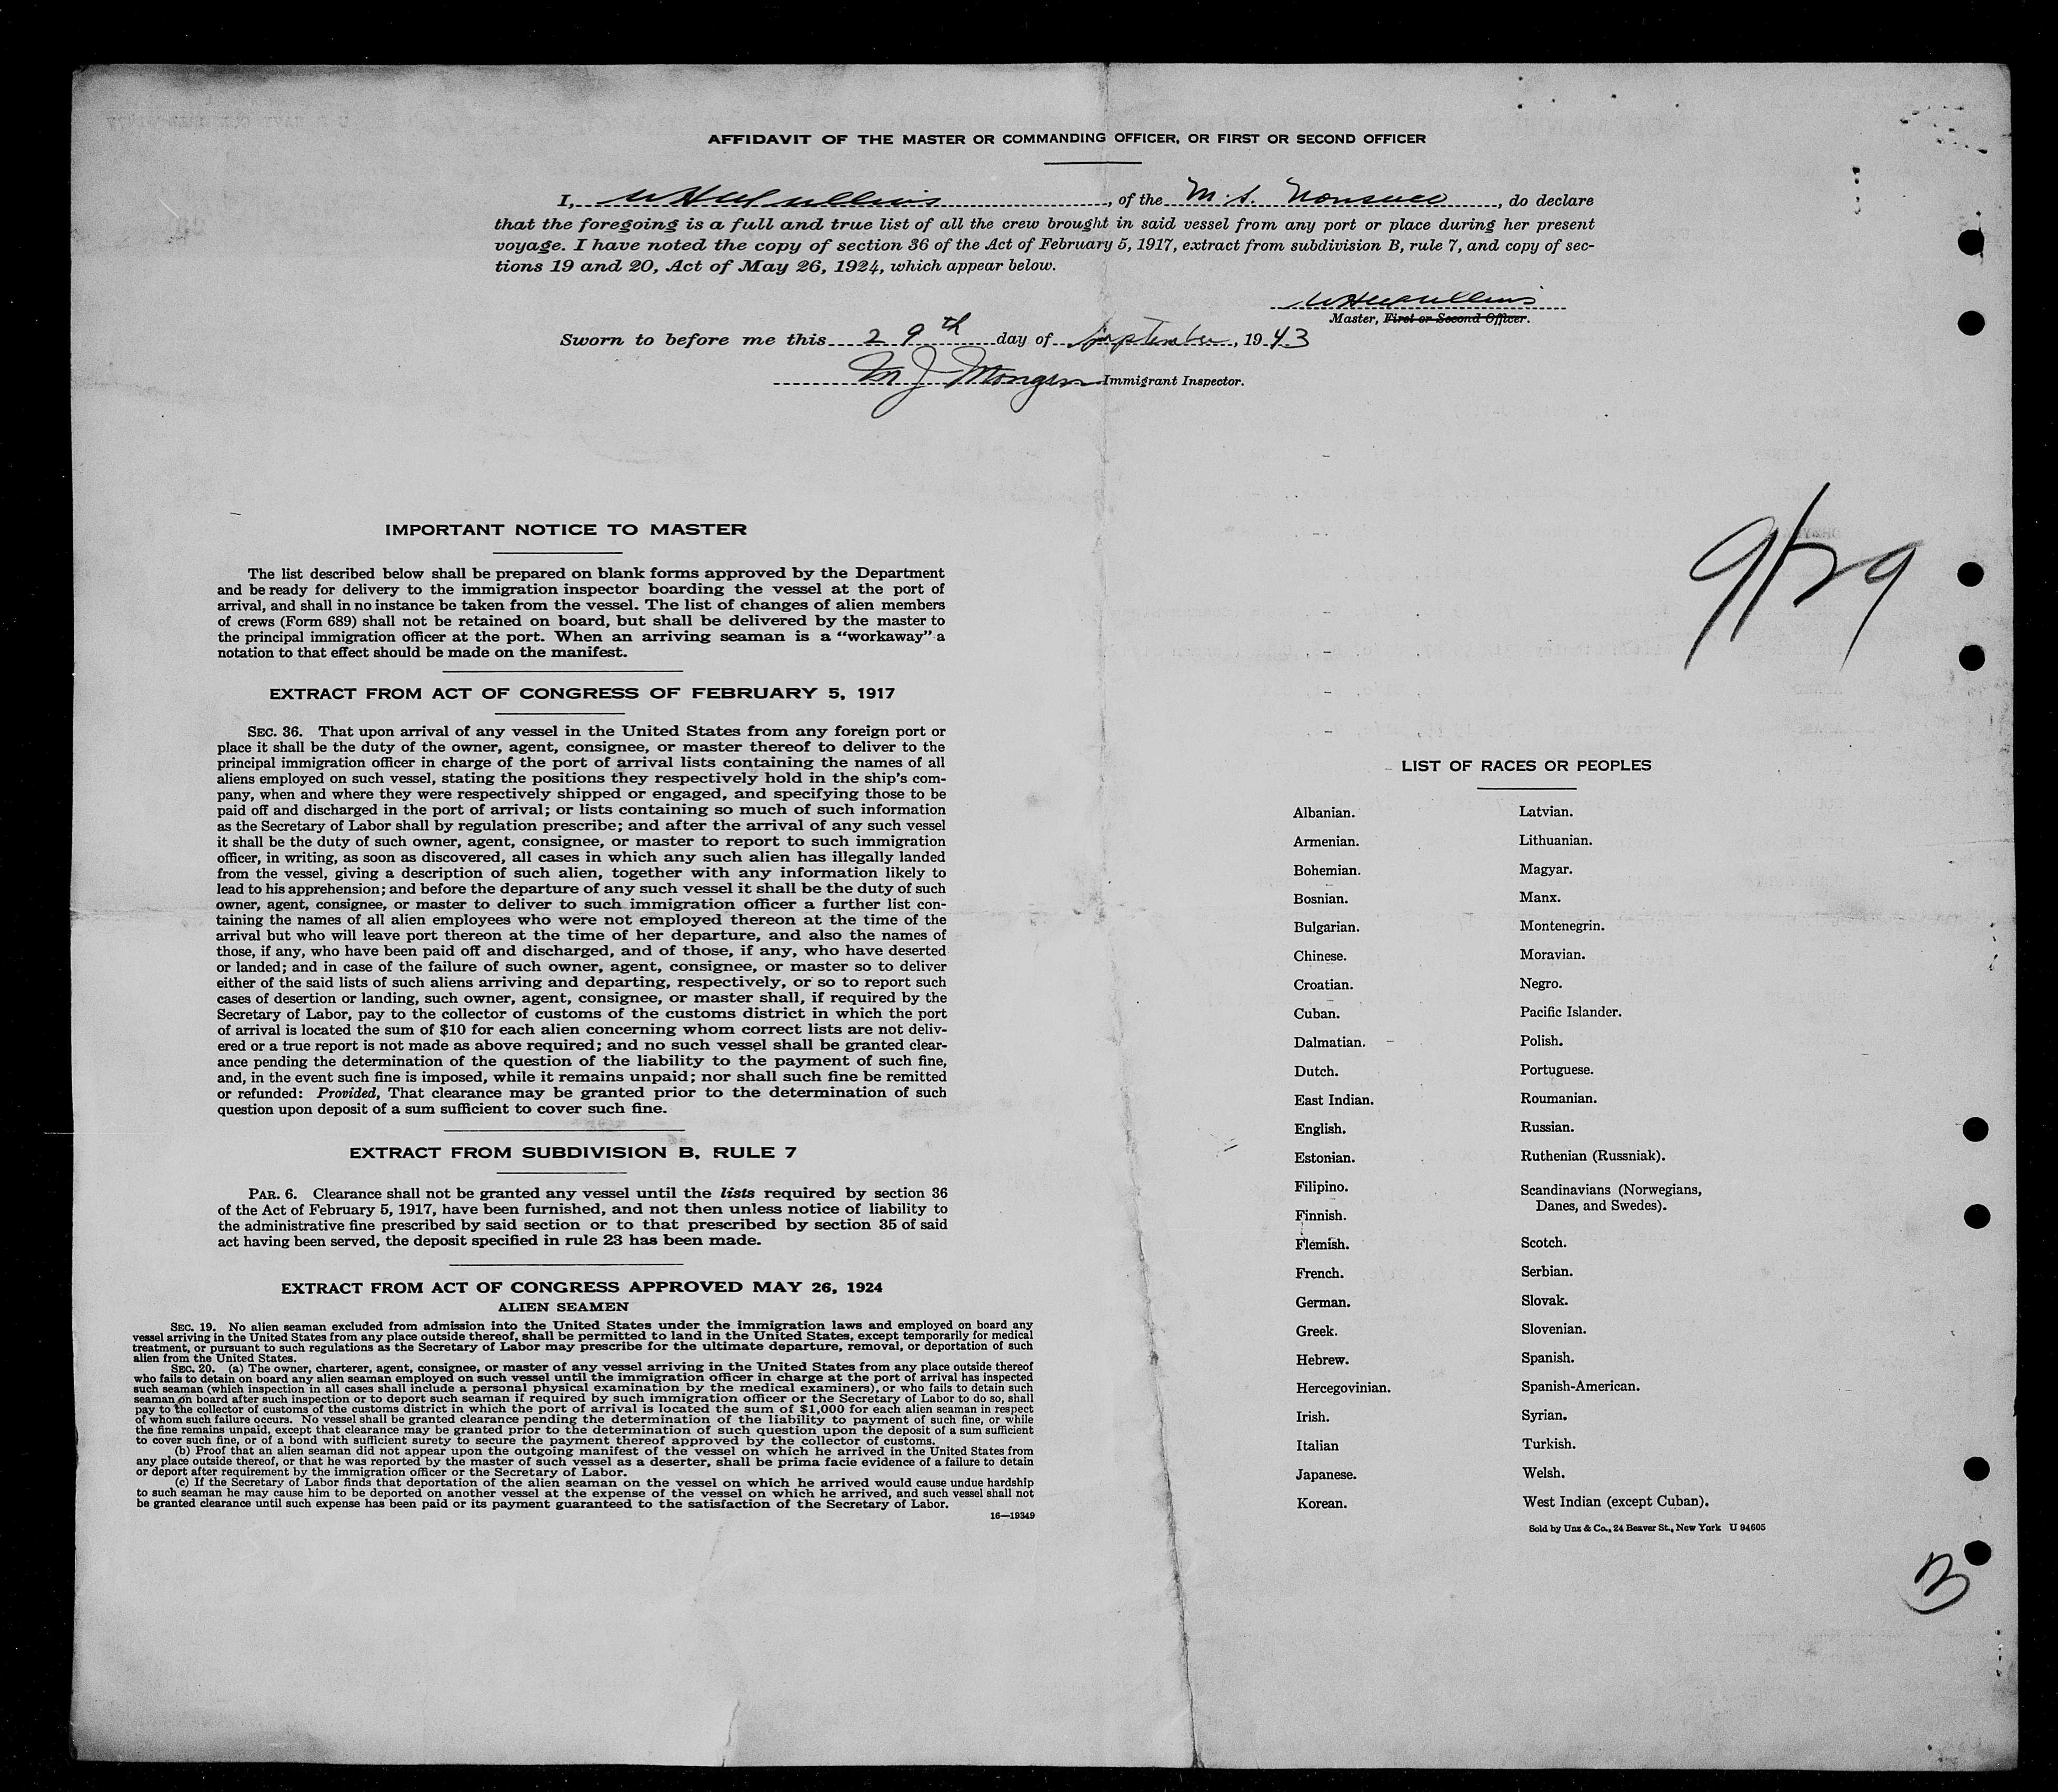 AFFIDAVIT OF THE MASTER OR COMMANDING OFFICER, OR FIRST OR SECOND OFFICER
I, , of the M.S. Nonsuco, do declare
that the foregoing is a full and true list of all the crew brought in said vessel from any port or place during her present
voyage. I have noted the copy of section 36 of the Act of February 5, 1917, extract from subdivision B, rule 7, and copy of sec-
tions 19 and 20, Act of May 26, 1924, which appear below.
Master, First or Second Officer.
Sworn to before me this 29th day of September, 1943
M J Immigrant Inspector.
9/29
IMPORTANT NOTICE TO MASTER
The list described below shall be prepared on blank forms approved by the Department
and be ready for delivery to the immigration inspector boarding the vessel at the port of
arrival, and shall in no instance be taken from the vessel. The list of changes of alien members
of crews (Form 689) shall not be retained on board, but shall be delivered by the master to
the principal immigration officer at the port. When an arriving seaman is a “workaway” a
notation to that effect should be made on the manifest.
EXTRACT FROM ACT OF CONGRESS OF FEBRUARY 5, 1917
SEC. 36. That upon arrival of any vessel in the United States from any foreign port or
place it shall be the duty of the owner, agent, consignee, or master thereof to deliver to the
principal immigration officer in charge of the port of arrival lists containing the names of all
aliens employed on such vessel, stating the positions they respectively hold in the ship's com-
pany, when and where they were respectively shipped or engaged, and specifying those to be
paid off and discharged in the port of arrival; or lists containing so much of such information
as the Secretary of Labor shall by regulation prescribe; and after the arrival of any such vessel
it shall be the duty of such owner, agent, consignee, or master to report to such immigration
officer, in writing, as soon as discovered, all cases in which any such alien has illegally landed
from the vessel, giving a description of such alien, together with any information likely to
lead to his apprehension; and before the departure of any such vessel it shall be the duty of such
owner, agent, consignee, or master to deliver to such immigration officer a further list con-
taining the names of all alien employees who were not employed thereon at the time of the
arrival but who will leave port thereon at the time of her departure, and also the names of
those, if any, who have been paid off and discharged, and of those, if any, who have deserted
or landed; and in case of the failure of such owner, agent, consignee, or master so to deliver
either of the said lists of such aliens arriving and departing, respectively, or so to report such
cases of desertion or landing, such owner, agent, consignee, or master shall, if required by the
Secretary of Labor, pay to the collector of customs of the customs district in which the port
of arrival is located the sum of $10 for each alien concerning whom correct lists are not deliv-
ered or a true report is not made as above required; and no such vessel shall be granted clear-
ance pending the determination of the question of the liability to the payment of such fine,
and, in the event such fine is imposed, while it remains unpaid; nor shall such fine be remitted
or refunded: Provided, That clearance may be granted prior to the determination of such
question upon deposit of a sum sufficient to cover such fine.
EXTRACT FROM SUBDIVISION B, RULE 7
PAR. 6. Clearance shall not be granted any vessel until the lists required by section 36
of the Act of February 5, 1917, have been furnished, and not then unless notice of liability to
the administrative fine prescribed by said section or to that prescribed by section 35 of said
act having been served, the deposit specified in rule 23 has been made.
EXTRACT FROM ACT OF CONGRESS APPROVED MAY 26, 1924
ALIEN SEAMEN
SEC. 19. No alien seaman excluded from admission into the United States under the immigration laws and employed on board any
vessel arriving in the United States from any place outside thereof, shall be permitted to land in the United States, except temporarily for medical
treatment, or pursuant to such regulations as the Secretary of Labor may prescribe for the ultimate departure, removal, or deportation of such
alien from the United States.
SEC. 20. (a) The owner, charterer, agent, consignee, or master of any vessel arriving in the United States from any place outside thereof
who fails to detain on board any alien seaman employed on such vessel until the immigration officer in charge at the port of arrival has inspected
such seaman (which inspection in all cases shall include a personal physical examination by the medical examiners), or who fails to detain such
seaman on board after such inspection or to deport such seaman if required by such immigration officer or the Secretary of Labor to do so, shall
pay to the collector of customs of the customs district in which the port of arrival is located the sum of $1,000 for each alien seaman in respect
of whom such failure occurs. No vessel shall be granted clearance pending the determination of the liability to payment of such fine, or while
the fine remains unpaid, except that clearance may be granted prior to the determination of such question upon the deposit of a sum sufficient
to cover such fine, or of a bond with sufficient surety to secure the payment thereof approved by the collector of customs.
(b) Proof that an alien seaman did not appear upon the outgoing manifest of the vessel on which he arrived in the United States from
any place outside thereof, or that he was reported by the master of such vessel as a deserter, shall be prima facie evidence of a failure to detain
or deport after requirement by the immigration officer or the Secretary of Labor.
(c) If the Secretary of Labor finds that deportation of the alien seaman on the vessel on which he arrived would cause undue hardship
to such seaman he may cause him to be deported on another vessel at the expense of the vessel on which he arrived, and such vessel shall not
be granted clearance until such expense has been paid or its payment guaranteed to the satisfaction of the Secretary of Labor.
16—19349
LIST OF RACES OR PEOPLES
Albanian.
Armenian.
Bohemian.
Bosnian.
Bulgarian.
Chinese.
Croatian.
Cuban.
Dalmatian.
Dutch.
East Indian.
English.
Estonian.
Filipino.
Finnish.
Flemish.
French.
German.
Greek.
Hebrew.
Hercegovinian.
Irish.
Italian
Japanese.
Korean.
Latvian.
Lithuanian.
Magyar.
Manx.
Montenegrin.
Moravian.
Negro.
Pacific Islander.
Polish.
Portuguese.
Roumanian.
Russian.
Ruthenian (Russniak).
Scandinavians (Norwegians,
Danes, and Swedes).
Scotch.
Serbian.
Slovak.
Slovenian.
Spanish.
Spanish-American.
Syrian.
Turkish.
Welsh.
West Indian (except Cuban).
Sold by Unz & Co., 24 Beaver St., New York U 94605